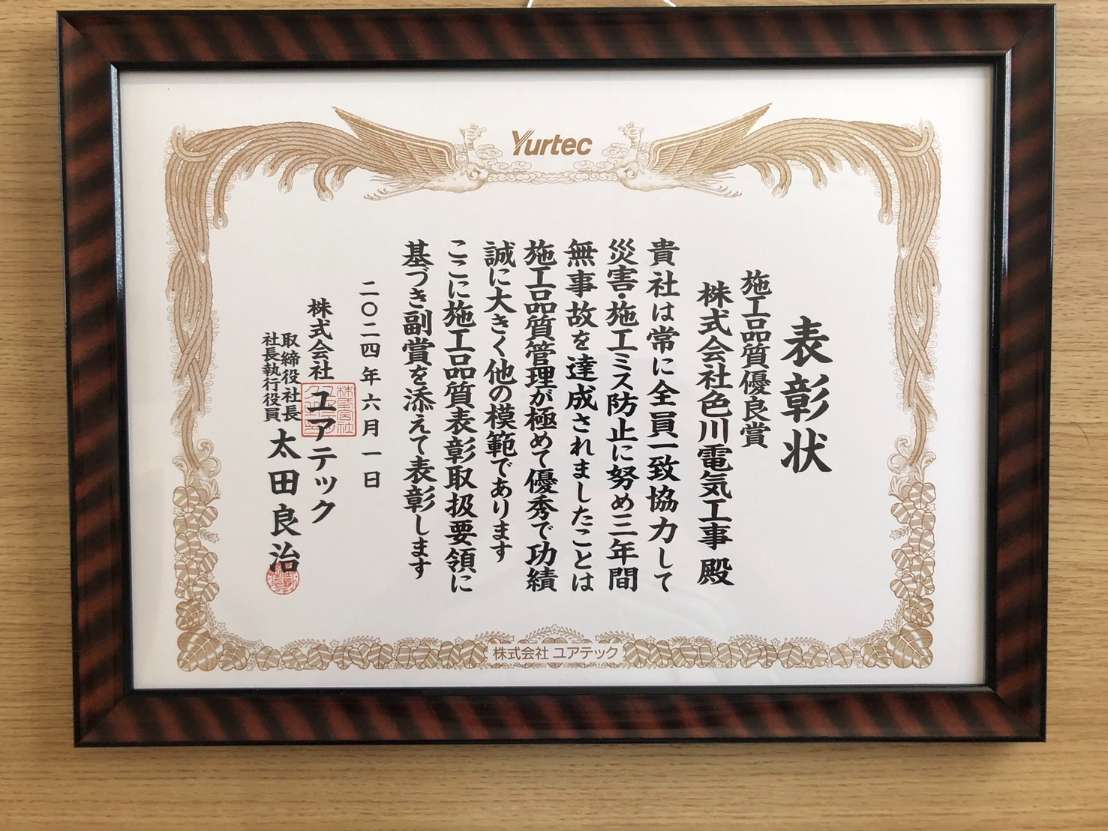 Yurtec
表彰状
施工品質優良賞
株式会社色川電気工事 殿
貴社は常に全員一致協力して
災害・施工ミス防止に努め三年間
無事故を達成されましたことは
施工品質管理が極めて優秀で功績
誠に大きく他の模範であります
ここに施工品質表彰取扱要領に
基づき副賞を添えて表彰します
二〇二四年六月一日
株式会社ユアテック
取締役社長
社長執行役員
太田良治
株式会社 ユアテック